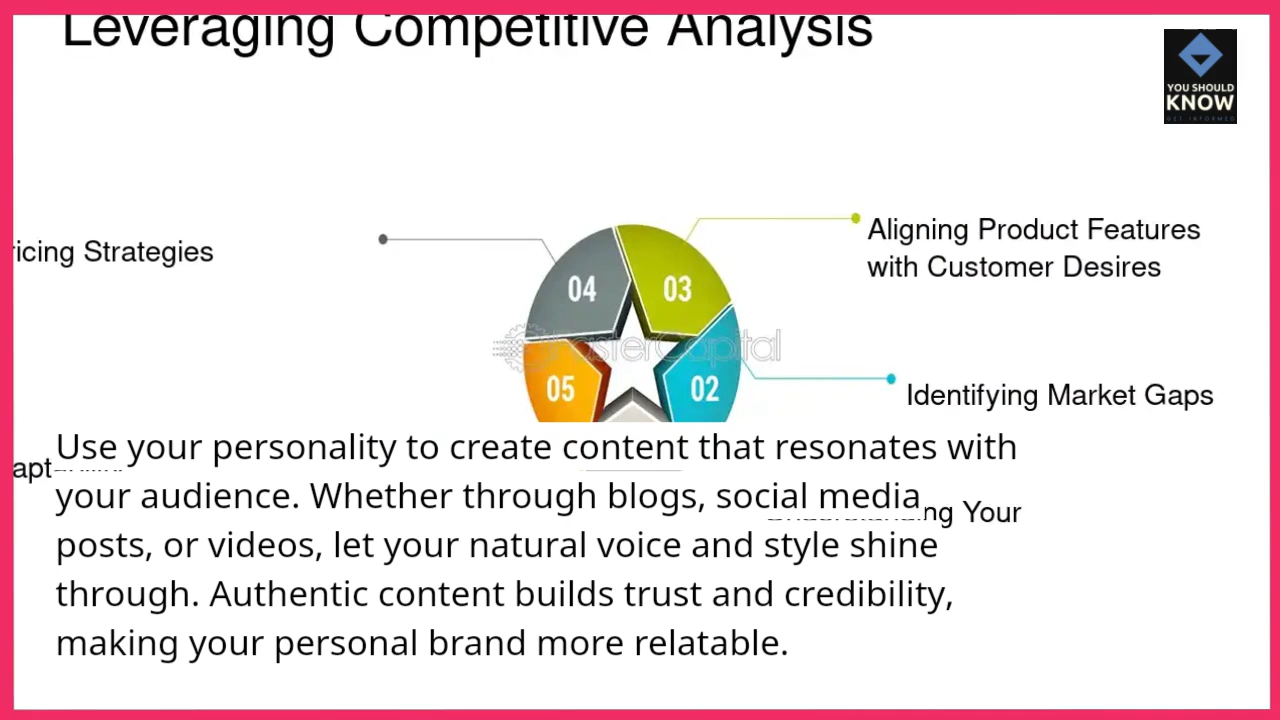 Leveraging Competitive Analysis
YOU SHOULD
KNOW
GET INFORMED
Aligning Product Features
with Customer Desires
ricing Strategies
04
03
FasterCapital
05
02
Identifying Market Gaps
Use your personality to create content that resonates with
your audience. Whether through blogs, social media
posts, or videos, let your natural voice and style shine
through. Authentic content builds trust and credibility,
making your personal brand more relatable.
Your